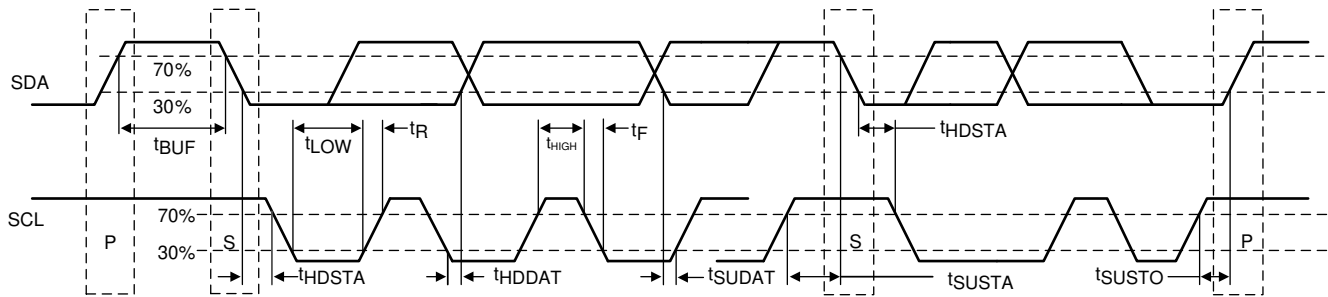 SDA
70%
30%
tBUF
tLOW
tR
tHIGH
tF
tHDSTA
SCL
70%
30%
P
S
S
P
tHDSTA
tHDDAT
tSUDAT
tSUSTA
tSUSTO